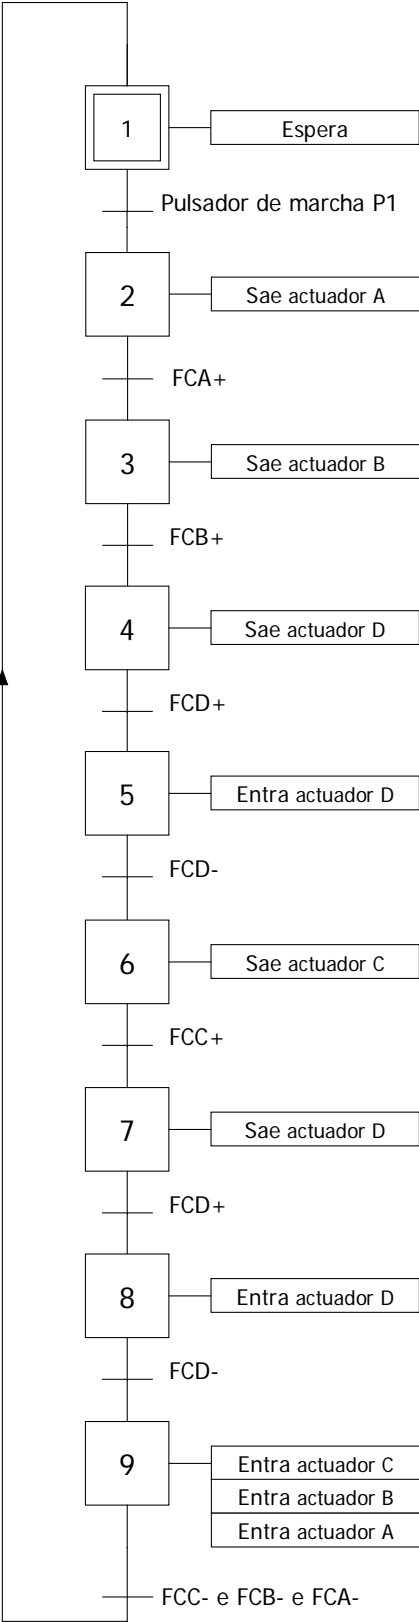 1
Espera
Pulsador de marcha P1
2
Sae actuador A
FCA+
3
Sae actuador B
FCB+
4
Sae actuador D
FCD+
5
Entra actuador D
FCD-
6
Sae actuador C
FCC+
7
Sae actuador D
FCD+
8
Entra actuador D
FCD-
9
Entra actuador C
Entra actuador B
Entra actuador A
FCC- e FCB- e FCA-